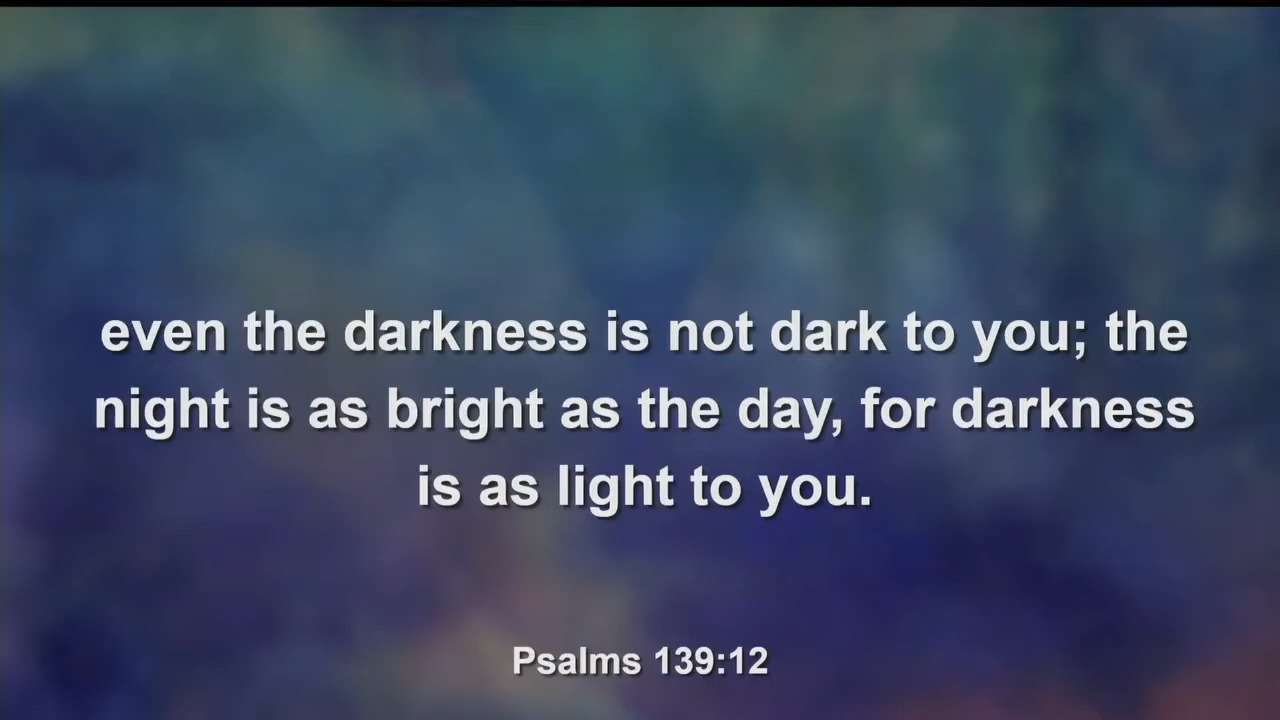 even the darkness is not dark to you; the
night is as bright as the day, for darkness
is as light to you.
Psalms 139:12